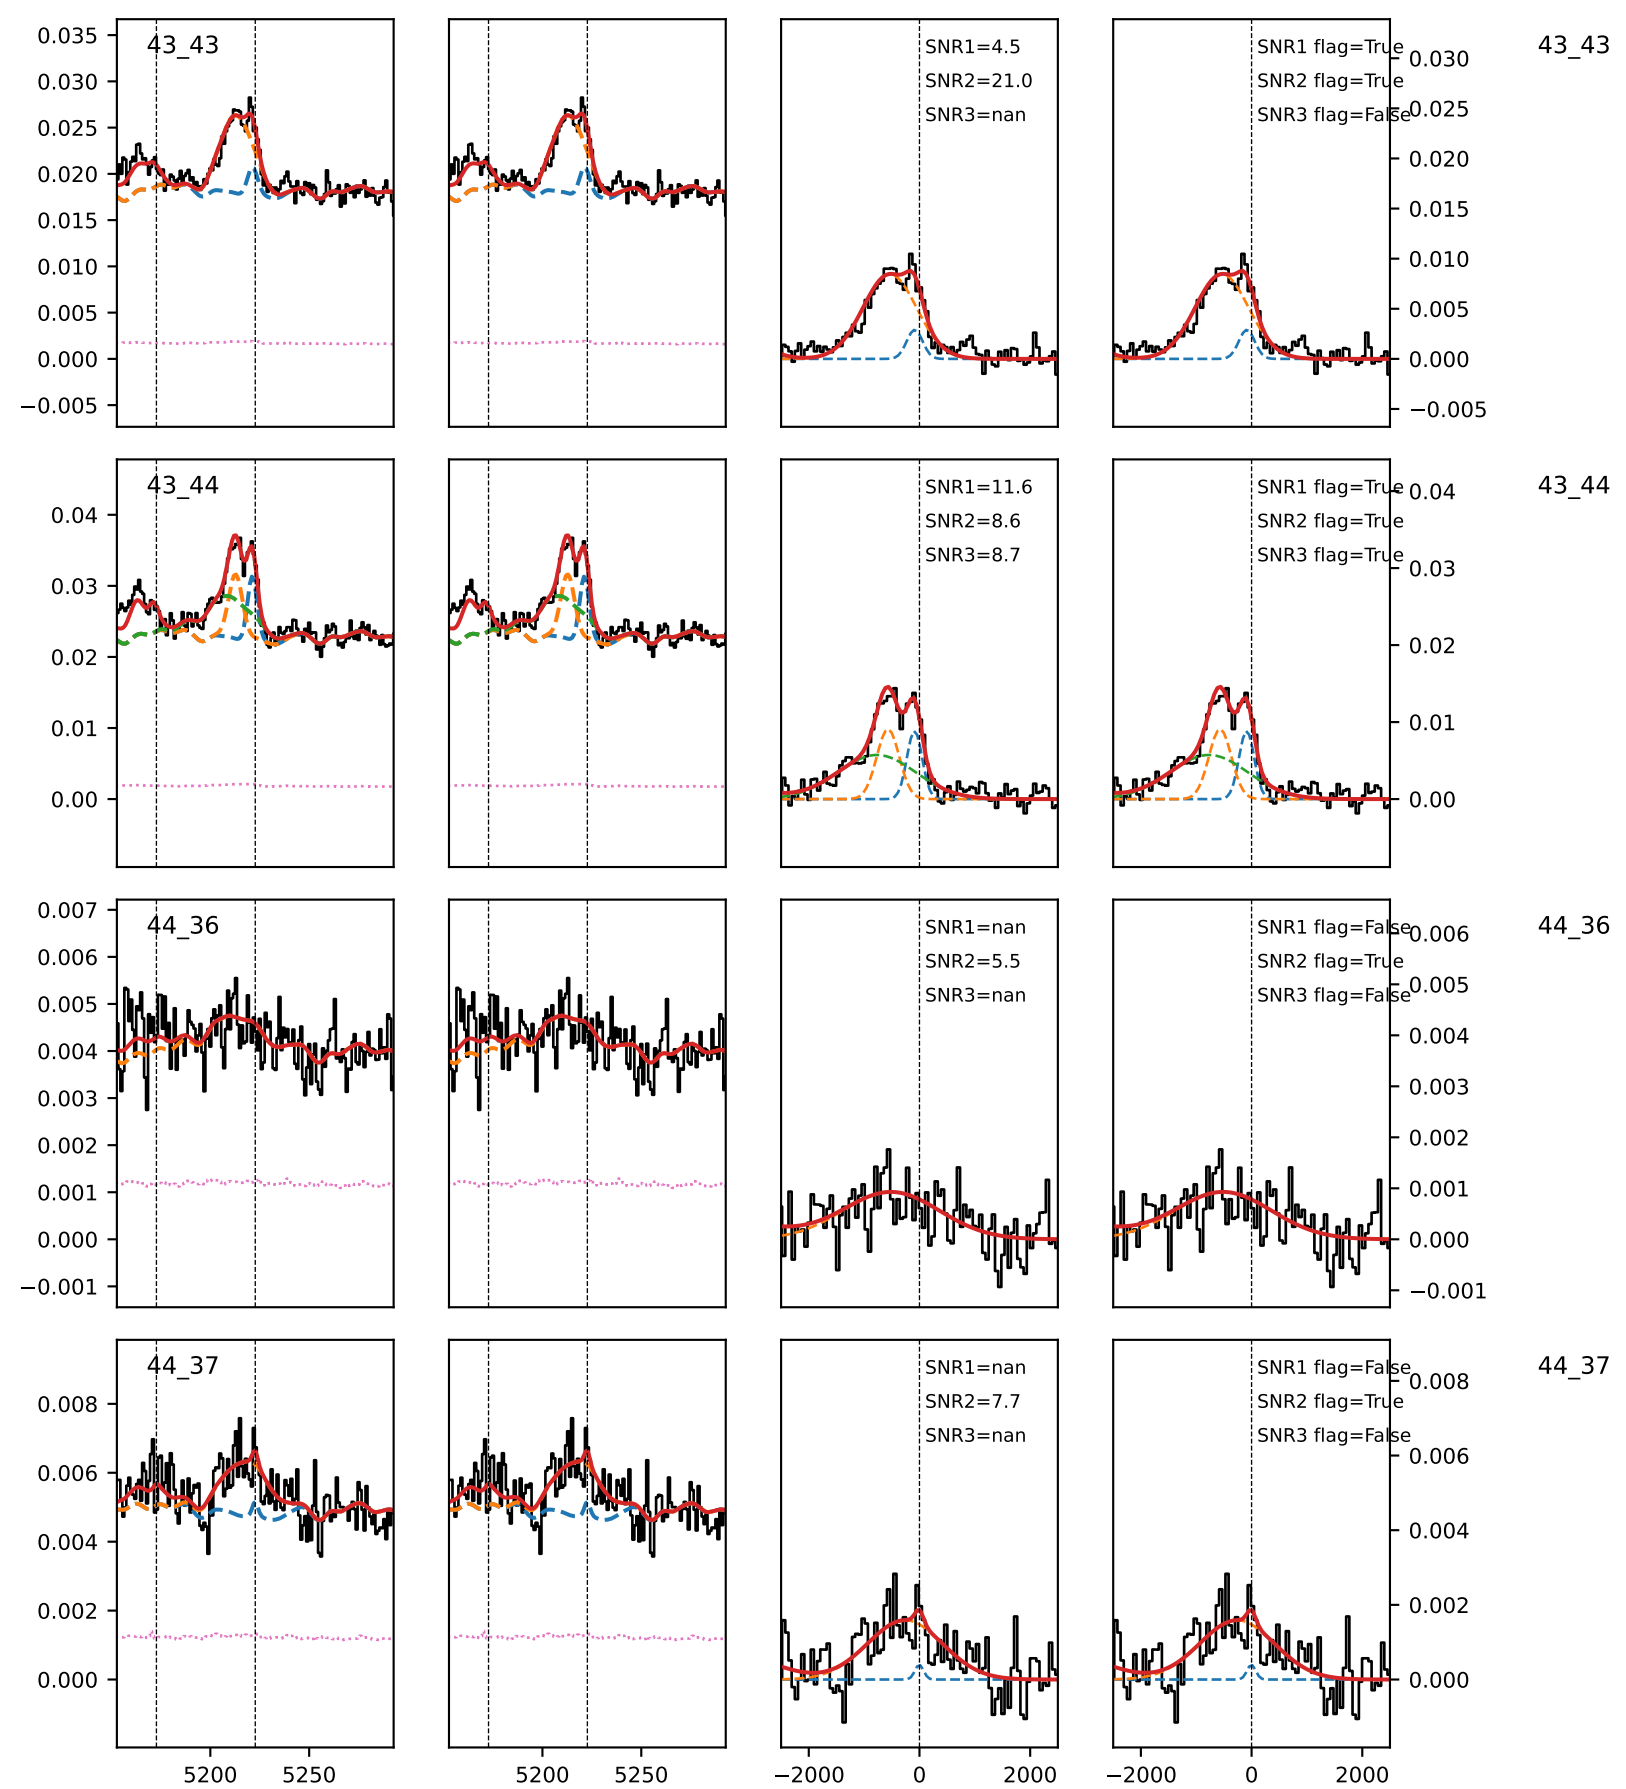 0.035
0.030
0.025
0.020
0.015
0.010
0.005
0.000
−0.005
43_43
SNR1=4.5
SNR2=21.0
SNR3=nan
SNR1 flag=True
SNR2 flag=True
SNR3 flag=False
0.030
0.025
0.020
0.015
0.010
0.005
0.000
−0.005
43_43
0.04
0.03
0.02
0.01
0.00
43_44
SNR1=11.6
SNR2=8.6
SNR3=8.7
SNR1 flag=True
SNR2 flag=True
SNR3 flag=True
0.04
0.03
0.02
0.01
0.00
43_44
0.007
0.006
0.005
0.004
0.003
0.002
0.001
0.000
−0.001
44_36
SNR1=nan
SNR2=5.5
SNR3=nan
SNR1 flag=False
SNR2 flag=True
SNR3 flag=False
0.006
0.005
0.004
0.003
0.002
0.001
0.000
−0.001
44_36
0.008
0.006
0.004
0.002
0.000
44_37
SNR1=nan
SNR2=7.7
SNR3=nan
SNR1 flag=False
SNR2 flag=True
SNR3 flag=False
0.008
0.006
0.004
0.002
0.000
44_37
5200 5250
5200 5250
−2000 0 2000
−2000 0 2000